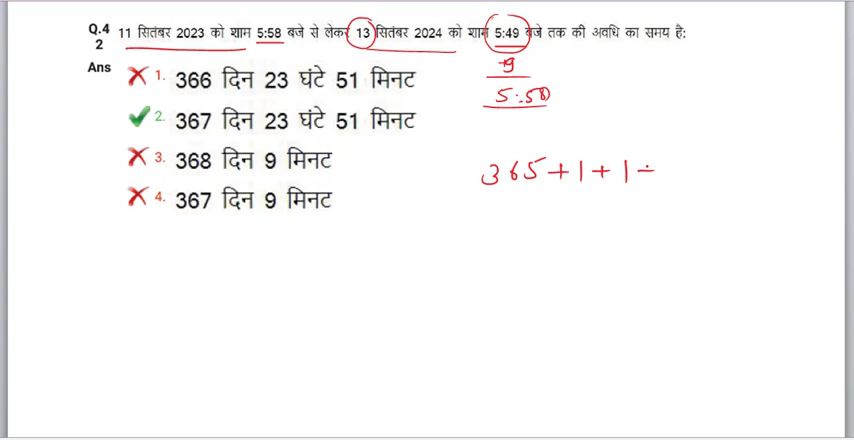 Q.4 11 सितंबर 2023 को शाम 5:58 बजे से लेकर 13 सितंबर 2024 को शाम 5:49 बजे तक की अवधि का समय है:
2
Ans
1. 366 दिन 23 घंटे 51 मिनट
2. 367 दिन 23 घंटे 51 मिनट
3. 368 दिन 9 मिनट
4. 367 दिन 9 मिनट
9
5:58
365+1+1